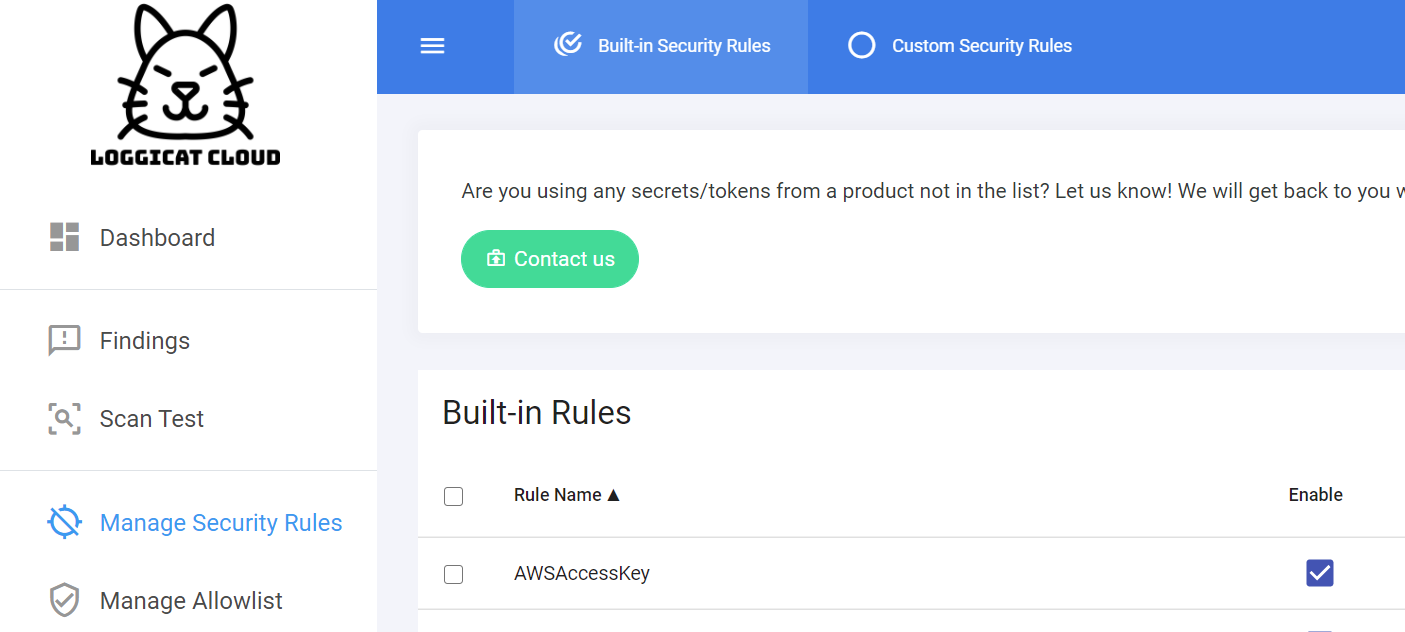 LOGGICAT CLOUD
Dashboard
Findings
Scan Test
Manage Security Rules
Manage Allowlist
Built-in Security Rules
Custom Security Rules
Are you using any secrets/tokens from a product not in the list? Let us know! We will get back to you
Contact us
Built-in Rules
Rule Name ▲
Enable
AWSAccessKey